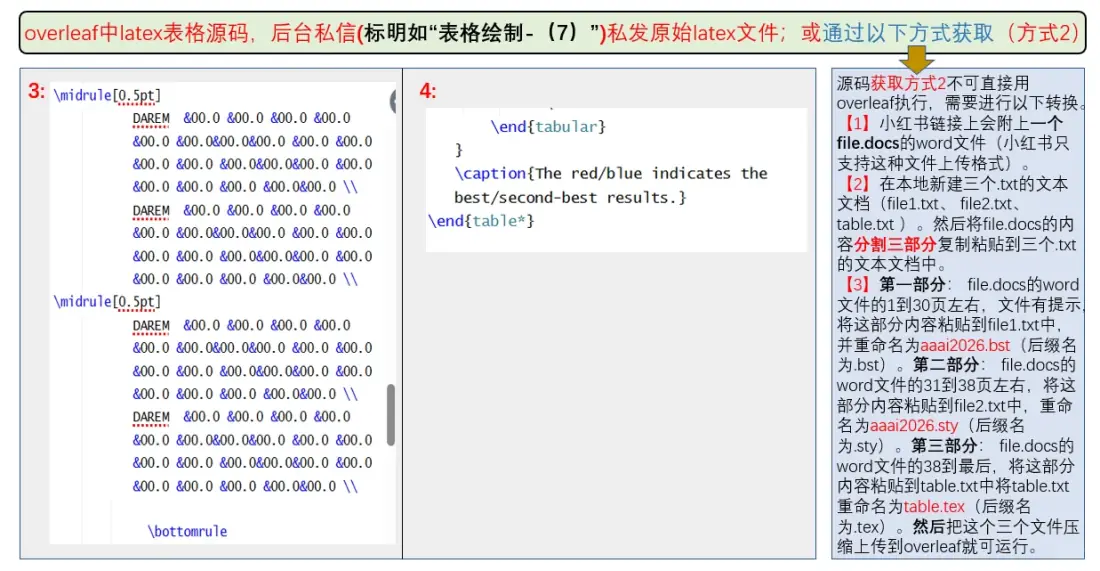 overleaf中latex表格源码，后台私信(标明如“表格绘制-（7）”)私发原始latex文件；或通过以下方式获取（方式2）
3:
\midrule[0.5pt]
DAREM &00.0 &00.0 &00.0 &00.0
&00.0 &00.0&00.0&00.0 &00.0 &00.0
&00.0 &00.0 &00.0&00.0&00.0 &00.0
&00.0 &00.0 &00.0 &00.0&00.0 \\
DAREM &00.0 &00.0 &00.0 &00.0
&00.0 &00.0&00.0&00.0 &00.0 &00.0
&00.0 &00.0 &00.0&00.0&00.0 &00.0
&00.0 &00.0 &00.0 &00.0&00.0 \\
\midrule[0.5pt]
DAREM &00.0 &00.0 &00.0 &00.0
&00.0 &00.0&00.0&00.0 &00.0 &00.0
&00.0 &00.0 &00.0&00.0&00.0 &00.0
&00.0 &00.0 &00.0 &00.0&00.0 \\
DAREM &00.0 &00.0 &00.0 &00.0
&00.0 &00.0&00.0&00.0 &00.0 &00.0
&00.0 &00.0 &00.0&00.0&00.0 &00.0
&00.0 &00.0 &00.0 &00.0&00.0 \\
\bottomrule
4:
\end{tabular}
}
\caption{The red/blue indicates the
best/second-best results.}
\end{table*}
源码获取方式2不可直接用
overleaf执行，需要进行以下转换。
【1】小红书链接上会附上一个
file.docs的word文件（小红书只
支持这种文件上传格式）。
【2】在本地新建三个.txt的文本
文档（file1.txt、 file2.txt、
table.txt ）。然后将file.docs的内
容分割三部分复制粘贴到三个.txt
的文本文档中。
【3】第一部分： file.docs的word
文件的1到30页左右，文件有提示，
将这部分内容粘贴到file1.txt中，
并重命名为aaai2026.bst（后缀名
为.bst）。第二部分： file.docs的
word文件的31到38页左右，将这
部分内容粘贴到file2.txt中，重命
名为aaai2026.sty（后缀名
为.sty）。第三部分： file.docs的
word文件的38到最后，将这部分
内容粘贴到table.txt中将table.txt
重命名为table.tex（后缀名
为.tex）。然后把这个三个文件压
缩上传到overleaf就可运行。